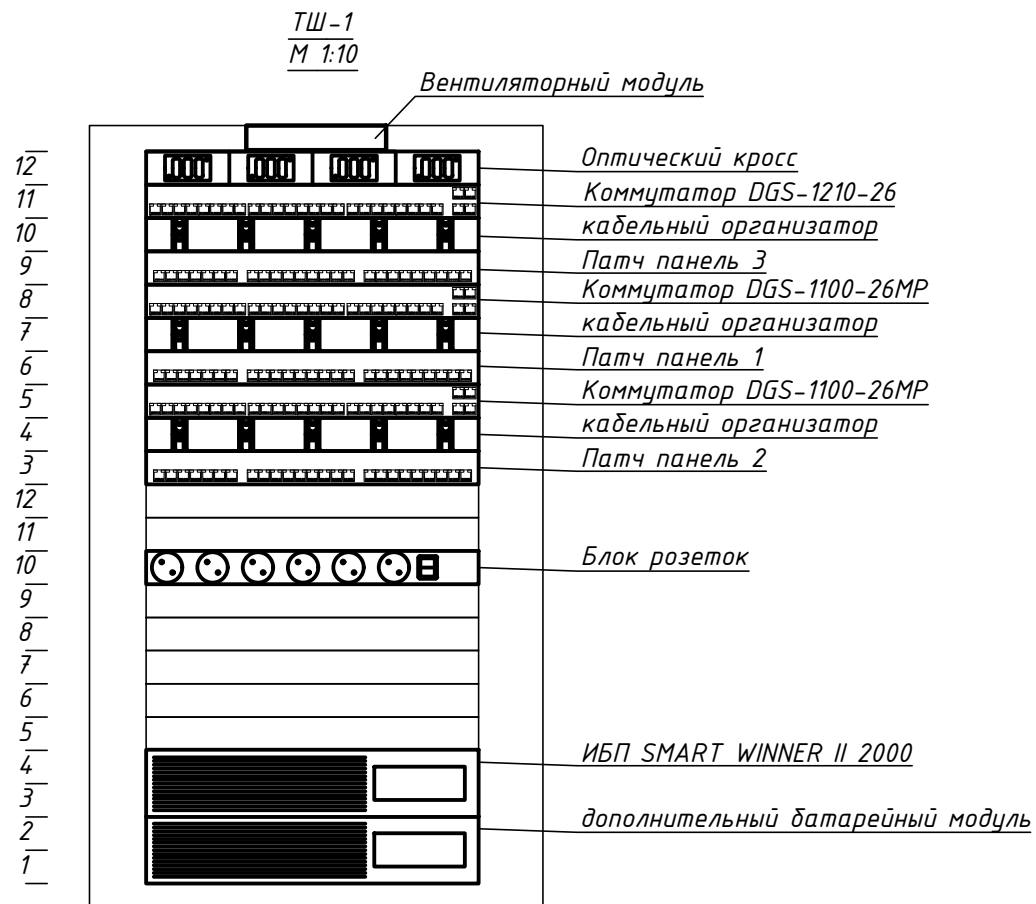 ТШ-1
М 1:10
Вентиляторный модуль
12 Оптический кросс
11 Коммутатор DGS-1210-26
10 кабельный организатор
9 Патч панель 3
8 Коммутатор DGS-1100-26MP
7 кабельный организатор
6 Патч панель 1
5 Коммутатор DGS-1100-26MP
4 кабельный организатор
3 Патч панель 2
12
11
10 Блок розеток
9
8
7
6
5
4 ИБП SMART WINNER II 2000
3
2 дополнительный батарейный модуль
1